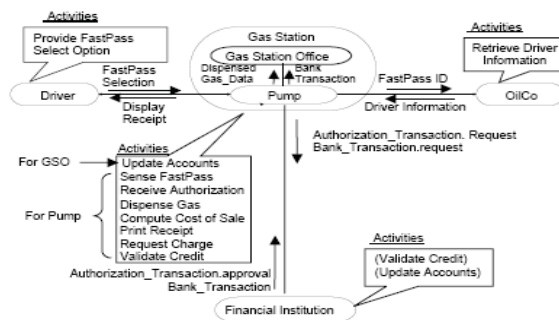 Activities
Provide FastPass
Select Option
Gas Station
Gas Station Office
Activities
Retrieve Driver
Information
FastPass
Selection
Dispensed
Gas_Data
Bank
Transaction
FastPass ID
Driver
Pump
OilCo
Display
Receipt
Driver Information
Authorization_Transaction. Request
Bank_Transaction.request
Activities
For GSO
Update Accounts
Sense FastPass
Receive Authorization
Dispense Gas
For Pump
Compute Cost of Sale
Print Receipt
Request Charge
Validate Credit
Activities
(Validate Credit)
(Update Accounts)
Authorization_Transaction.approval
Bank_Transaction
Financial Institution